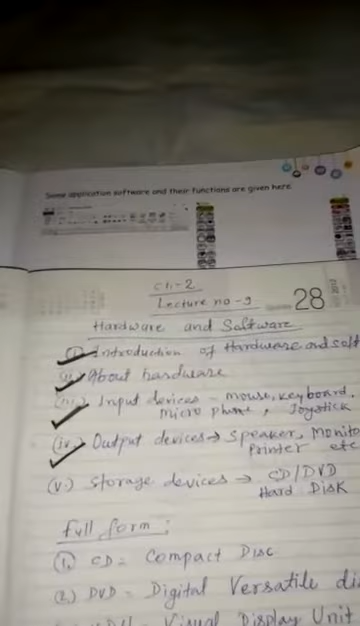 Some application software and their functions are given here.
Ch-2
Lecture no-9
28
Hardware and Software
(i) Introduction of Hardware and soft
(ii) About hardware
(iii) Input devices - mouse, keyboard,
microphone, Joystick
(iv.) Output devices → Speaker, Monito
Printer etc
(v.) Storage devices → CD/DVD
Hard Disk
Full form :
(1.) CD = Compact Disc
(2.) DVD = Digital Versatile di
Visual Display Unit